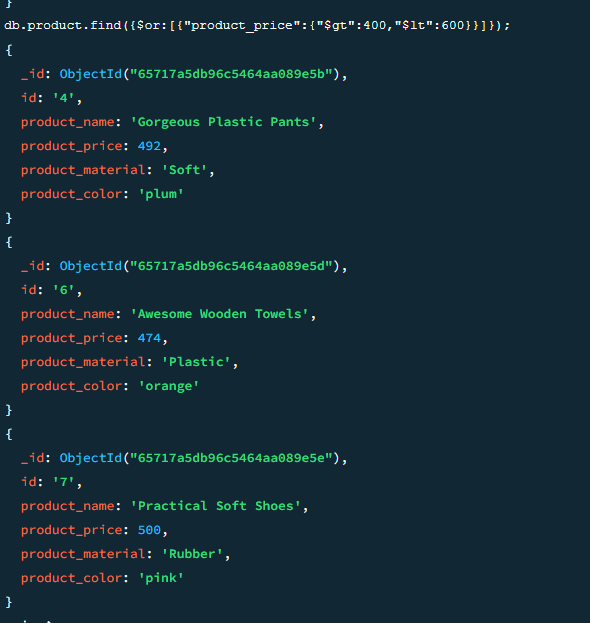 }
db.product.find({$or:[{"product_price":{"$gt":400,"$lt":600}}]});
{
_id: ObjectId("65717a5db96c5464aa089e5b"),
id: '4',
product_name: 'Gorgeous Plastic Pants',
product_price: 492,
product_material: 'Soft',
product_color: 'plum'
}
{
_id: ObjectId("65717a5db96c5464aa089e5d"),
id: '6',
product_name: 'Awesome Wooden Towels',
product_price: 474,
product_material: 'Plastic',
product_color: 'orange'
}
{
_id: ObjectId("65717a5db96c5464aa089e5e"),
id: '7',
product_name: 'Practical Soft Shoes',
product_price: 500,
product_material: 'Rubber',
product_color: 'pink'
}